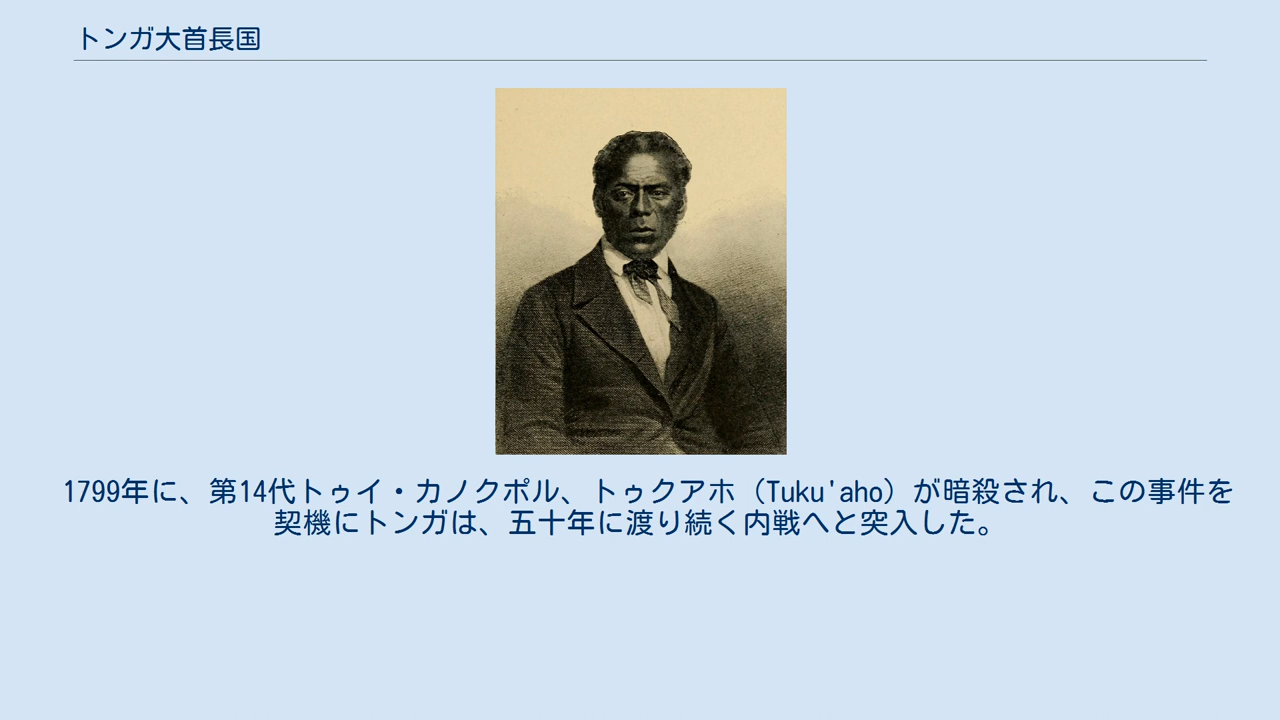 トンガ大首長国
1799年に、第14代トゥイ・カノクポル、トゥクアホ（Tuku'aho）が暗殺され、この事件を
契機にトンガは、五十年に渡り続く内戦へと突入した。